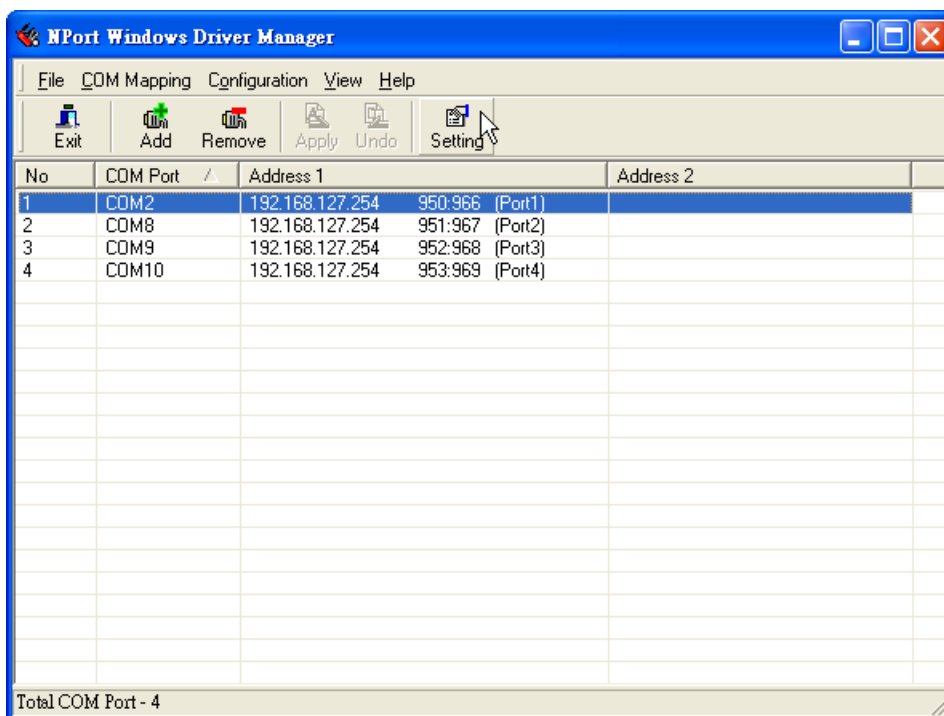 NPort Windows Driver Manager
File COM Mapping Configuration View Help
Exit Add Remove Apply Undo Setting
No COM Port Address 1 Address 2
1 COM2 192.168.127.254 950:966 (Port1)
2 COM8 192.168.127.254 951:967 (Port2)
3 COM9 192.168.127.254 952:968 (Port3)
4 COM10 192.168.127.254 953:969 (Port4)
Total COM Port - 4